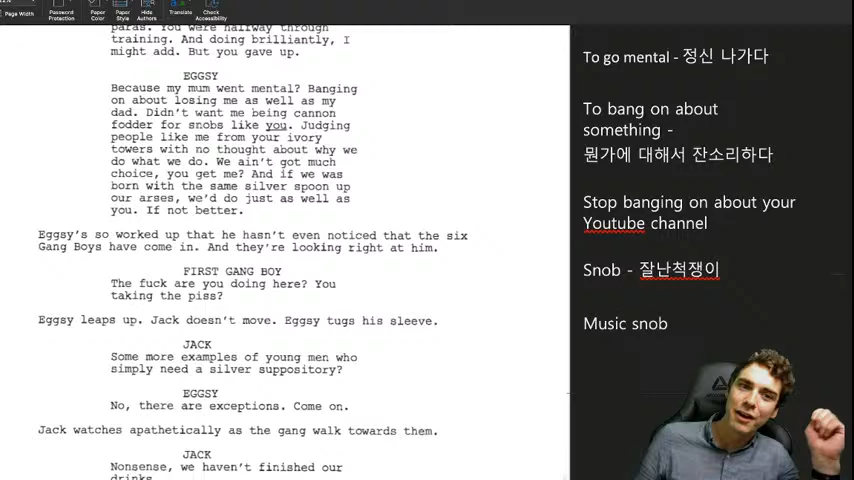 Page Width
Password
Protection
Paper
Color
Paper
Style
Hide
Authors
Translate
Check
Accessibility
paras. You were halfway through
training. And doing brilliantly, I
might add. But you gave up.
EGGSY
Because my mum went mental? Banging
on about losing me as well as my
dad. Didn't want me being cannon
fodder for snobs like you. Judging
people like me from your ivory
towers with no thought about why we
do what we do. We ain't got much
choice, you get me? And if we was
born with the same silver spoon up
our arses, we'd do just as well as
you. If not better.
Eggsy's so worked up that he hasn't even noticed that the six
Gang Boys have come in. And they're looking right at him.
FIRST GANG BOY
The fuck are you doing here? You
taking the piss?
Eggsy leaps up. Jack doesn't move. Eggsy tugs his sleeve.
JACK
Some more examples of young men who
simply need a silver suppository?
EGGSY
No, there are exceptions. Come on.
Jack watches apathetically as the gang walk towards them.
JACK
Nonsense, we haven't finished our
drinks.
To go mental - 정신 나가다
To bang on about
something -
뭔가에 대해서 잔소리하다
Stop banging on about your
Youtube channel
Snob - 잘난척쟁이
Music snob